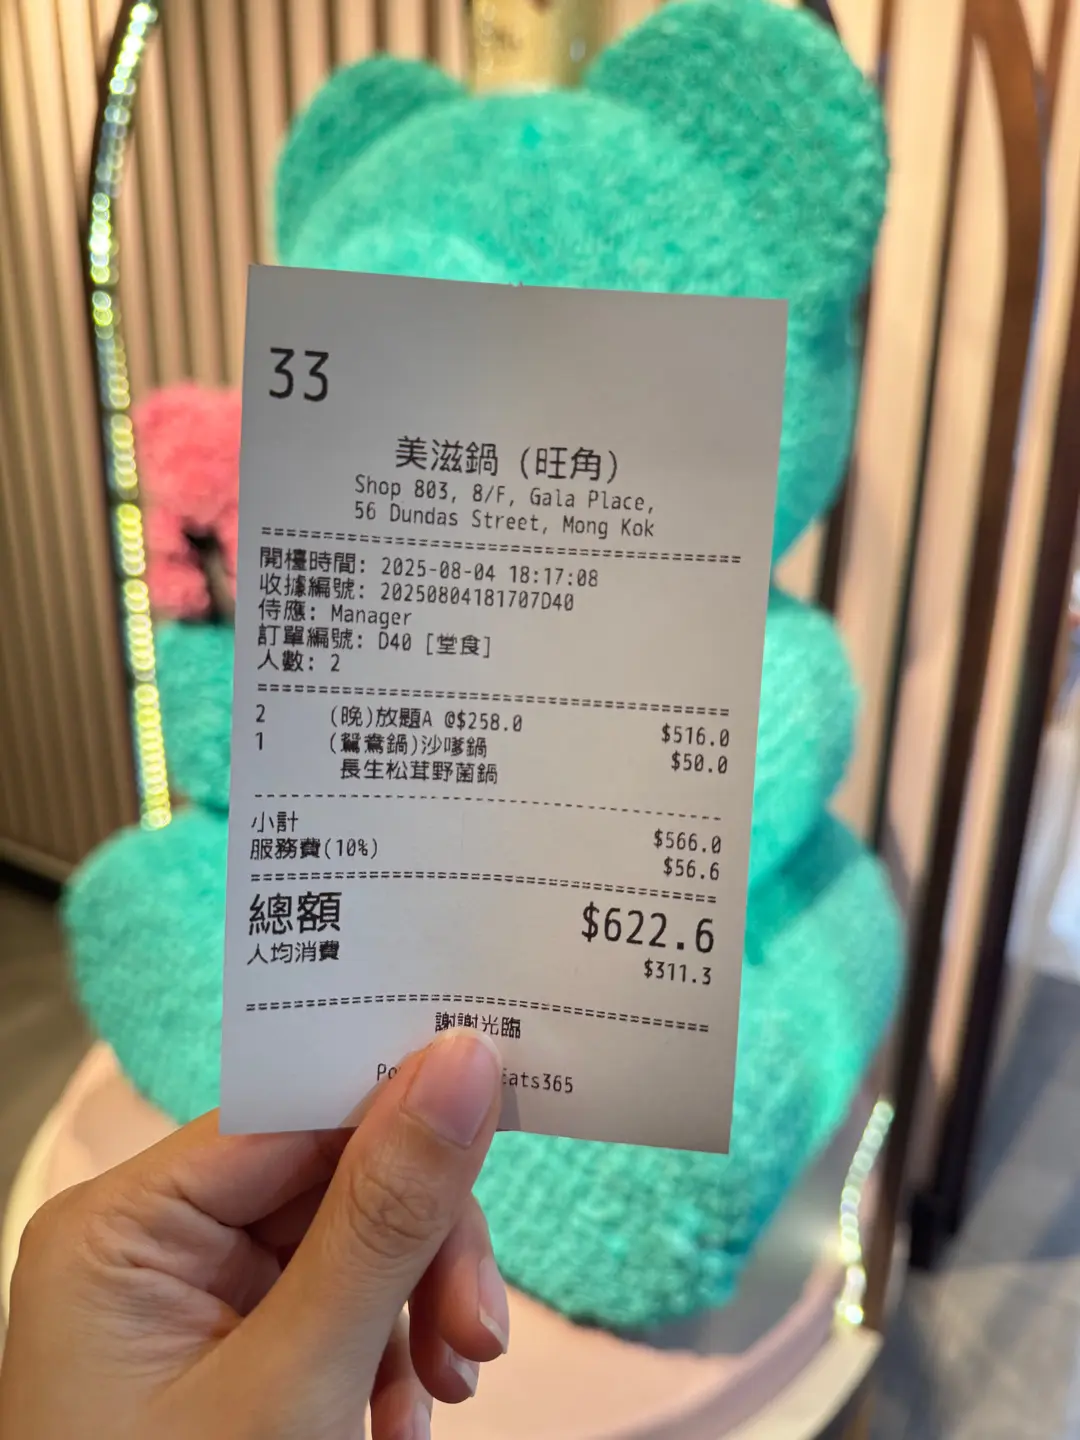 33
美滋鍋 (旺角)
Shop 803, 8/F, Gala Place,
56 Dundas Street, Mong Kok
開檯時間: 2025-08-04 18:17:08
收據編號: 20250804181707D40
侍應: Manager
訂單編號: D40 [堂食]
人數: 2
2 (晚)放題A @$258.0 $516.0
1 (鴛鴦鍋)沙嗲鍋 $50.0
長生松茸野菌鍋
小計 $566.0
服務費(10%) $56.6
總額 $622.6
人均消費 $311.3
謝謝光臨
Eats365